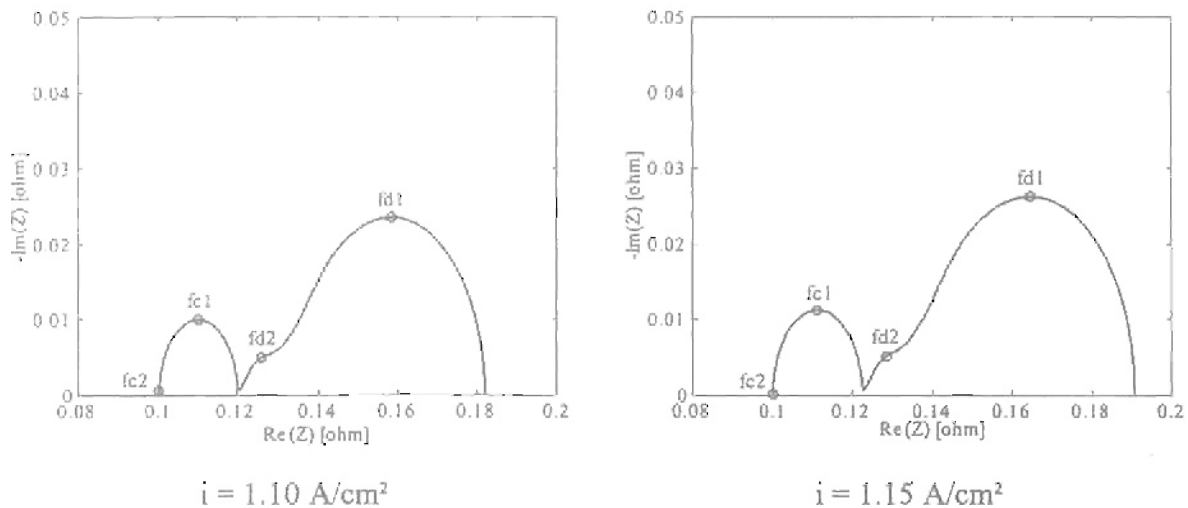 0.05
0.04
0.03
0.02
0.01
0
-Im(Z) [ohm]
fc1
fc2
fd1
fd2
0.08 0.1 0.12 0.14 0.16 0.18 0.2
Re(Z) [ohm]
i = 1.10 A/cm²
0.05
0.04
0.03
0.02
0.01
0
-Im(Z) [ohm]
fc1
fc2
fd1
fd2
0.08 0.1 0.12 0.14 0.16 0.18 0.2
Re(Z) [ohm]
i = 1.15 A/cm²